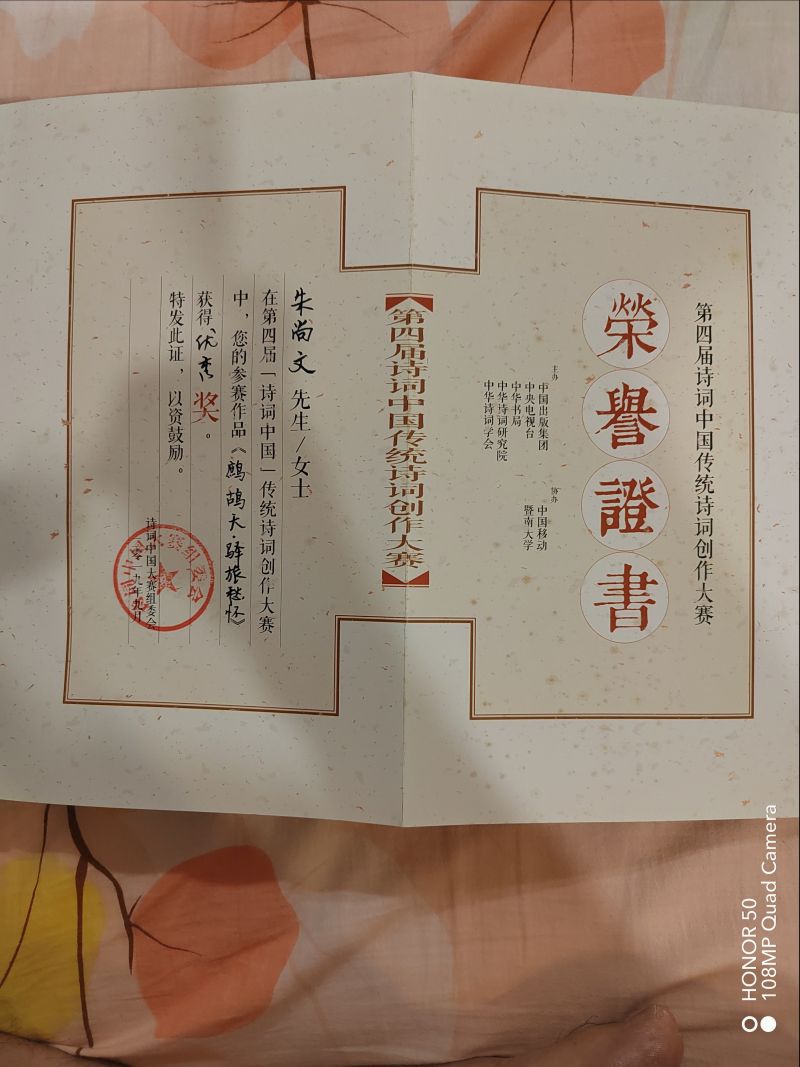 第四届诗词中国传统诗词创作大赛
榮譽證書
主办
中国出版集团
中央电视台
中华书局
中华诗词研究院
中华诗词学会
协办
中国移动
暨南大学
第四届诗词中国传统诗词创作大赛
朱尚文 先生/女士
在第四届「诗词中国」传统诗词创作大赛
中，您的参赛作品《鹧鸪天·驿旅愁怀》
获得 优秀 奖。
特发此证，以资鼓励。
诗词中国大赛组委会
九年九月
HONOR 50
108MP Quad Camera